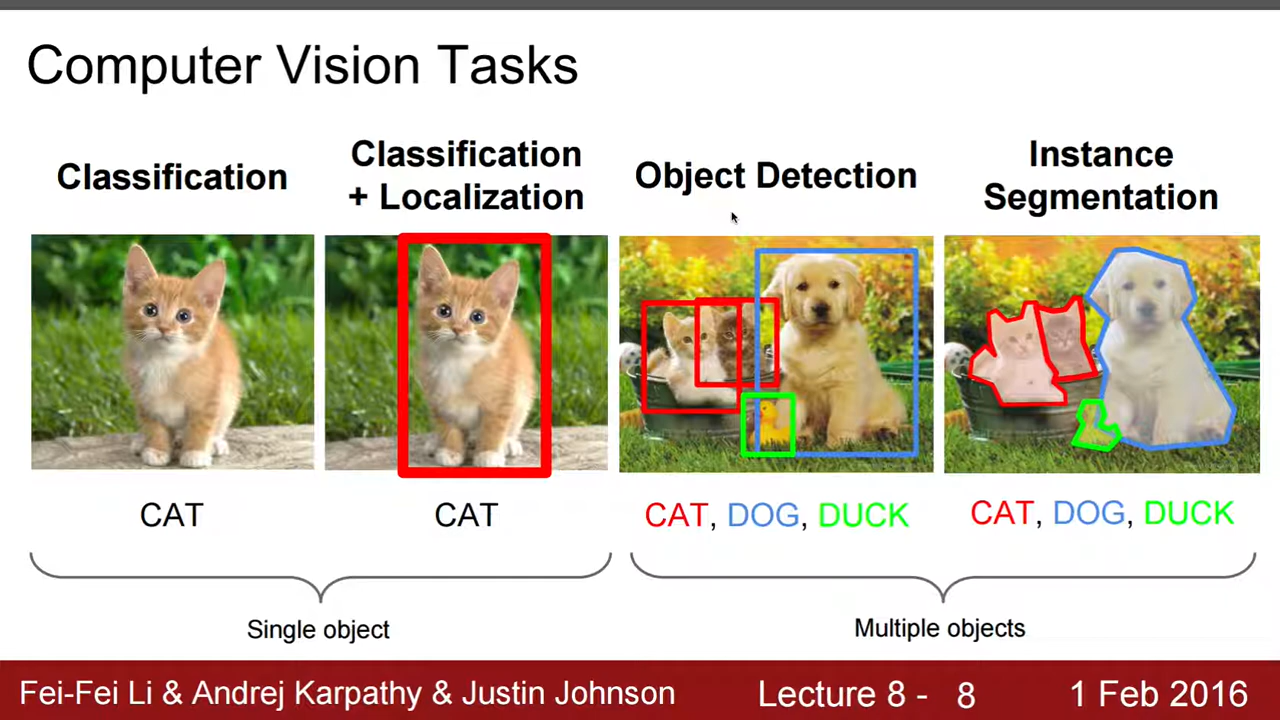 Computer Vision Tasks
Classification
Classification
+ Localization
Object Detection
Instance
Segmentation
CAT
CAT
CAT, DOG, DUCK
CAT, DOG, DUCK
Single object
Multiple objects
Fei-Fei Li & Andrej Karpathy & Justin Johnson
Lecture 8 - 8
1 Feb 2016